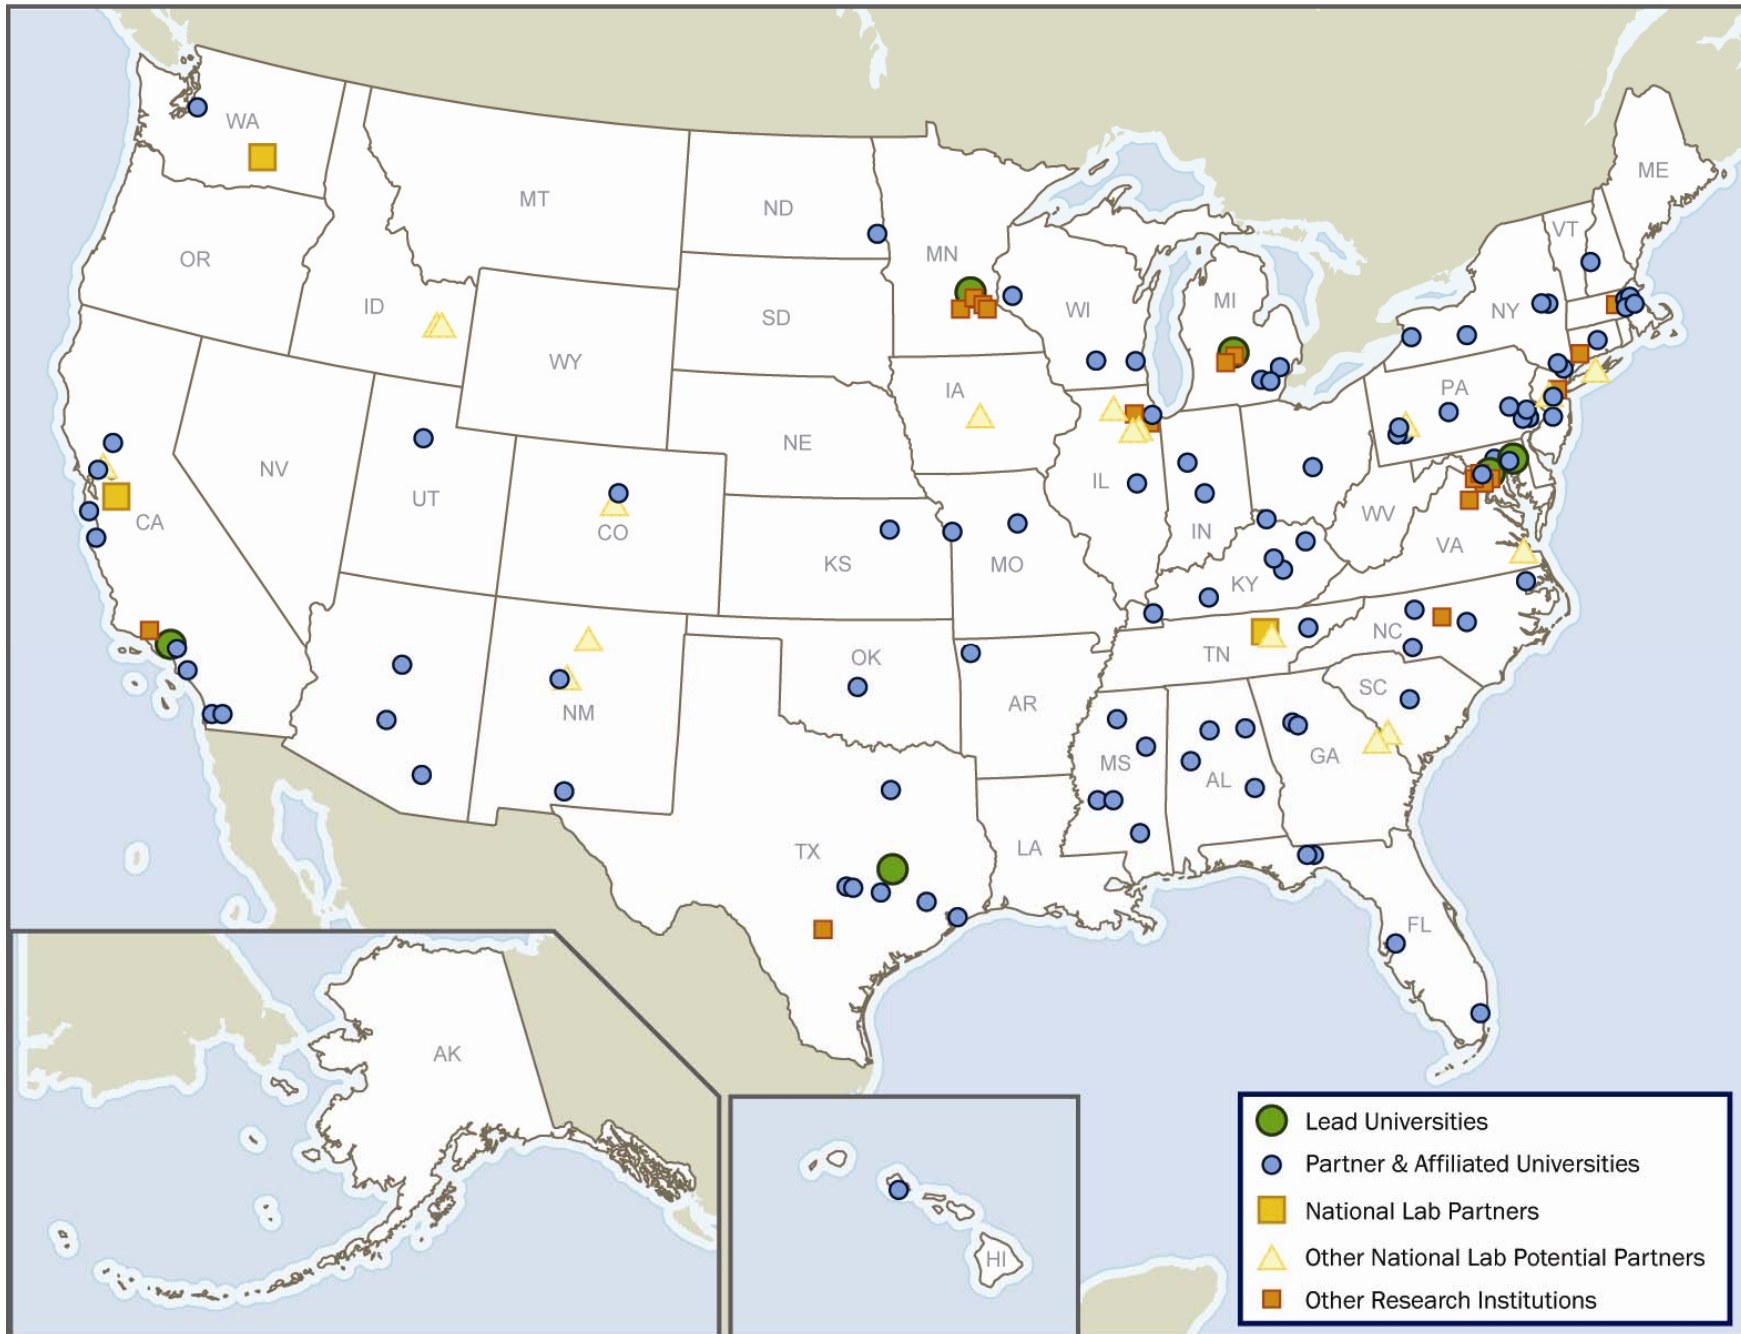 WA
MT
ND
MN
ME
VT
OR
ID
SD
WI
MI
NY
WY
IA
PA
NE
NV
UT
CO
CA
KS
MO
IL
IN
WV
VA
KY
NC
TN
OK
AR
NM
SC
MS
AL
GA
TX
LA
FL
AK
HI
Lead Universities
Partner & Affiliated Universities
National Lab Partners
Other National Lab Potential Partners
Other Research Institutions